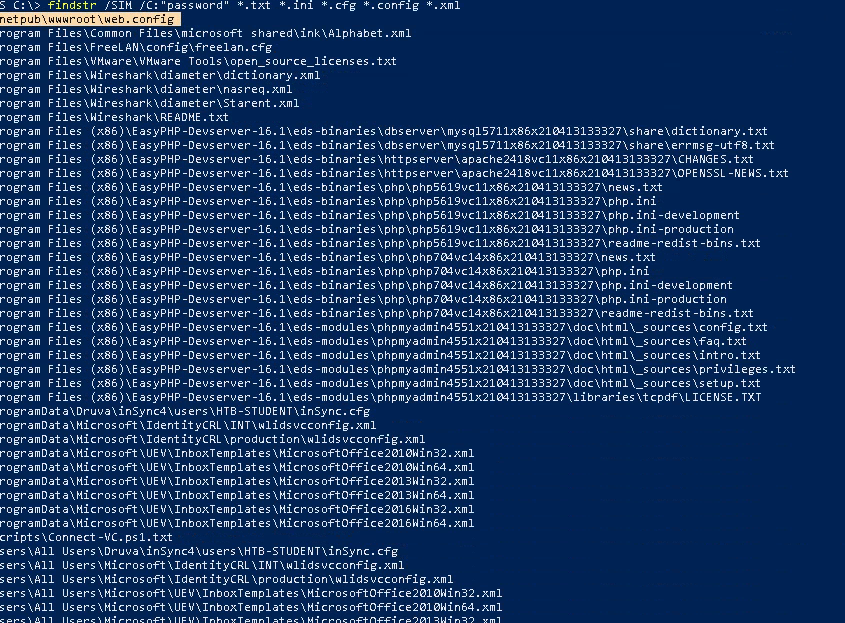 S C:\> findstr /SIM /C:"password" *.txt *.ini *.cfg *.config *.xml
netpub\wwwroot\web.config
rogram Files\Common Files\microsoft shared\ink\Alphabet.xml
rogram Files\FreeLAN\config\freelan.cfg
rogram Files\VMware\VMware Tools\open_source_licenses.txt
rogram Files\Wireshark\diameter\dictionary.xml
rogram Files\Wireshark\diameter\nasreq.xml
rogram Files\Wireshark\diameter\Starent.xml
rogram Files\Wireshark\README.txt
rogram Files (x86)\EasyPHP-Devserver-16.1\eds-binaries\dbserver\mysql5711x86x210413133327\share\dictionary.txt
rogram Files (x86)\EasyPHP-Devserver-16.1\eds-binaries\dbserver\mysql5711x86x210413133327\share\errmsg-utf8.txt
rogram Files (x86)\EasyPHP-Devserver-16.1\eds-binaries\httpserver\apache2418vc11x86x210413133327\CHANGES.txt
rogram Files (x86)\EasyPHP-Devserver-16.1\eds-binaries\httpserver\apache2418vc11x86x210413133327\OPENSSL-NEWS.txt
rogram Files (x86)\EasyPHP-Devserver-16.1\eds-binaries\php\php5619vc11x86x210413133327\news.txt
rogram Files (x86)\EasyPHP-Devserver-16.1\eds-binaries\php\php5619vc11x86x210413133327\php.ini
rogram Files (x86)\EasyPHP-Devserver-16.1\eds-binaries\php\php5619vc11x86x210413133327\php.ini-development
rogram Files (x86)\EasyPHP-Devserver-16.1\eds-binaries\php\php5619vc11x86x210413133327\php.ini-production
rogram Files (x86)\EasyPHP-Devserver-16.1\eds-binaries\php\php5619vc11x86x210413133327\readme-redist-bins.txt
rogram Files (x86)\EasyPHP-Devserver-16.1\eds-binaries\php\php704vc14x86x210413133327\news.txt
rogram Files (x86)\EasyPHP-Devserver-16.1\eds-binaries\php\php704vc14x86x210413133327\php.ini
rogram Files (x86)\EasyPHP-Devserver-16.1\eds-binaries\php\php704vc14x86x210413133327\php.ini-development
rogram Files (x86)\EasyPHP-Devserver-16.1\eds-binaries\php\php704vc14x86x210413133327\php.ini-production
rogram Files (x86)\EasyPHP-Devserver-16.1\eds-binaries\php\php704vc14x86x210413133327\readme-redist-bins.txt
rogram Files (x86)\EasyPHP-Devserver-16.1\eds-modules\phpmyadmin4551x210413133327\doc\html\_sources\config.txt
rogram Files (x86)\EasyPHP-Devserver-16.1\eds-modules\phpmyadmin4551x210413133327\doc\html\_sources\faq.txt
rogram Files (x86)\EasyPHP-Devserver-16.1\eds-modules\phpmyadmin4551x210413133327\doc\html\_sources\intro.txt
rogram Files (x86)\EasyPHP-Devserver-16.1\eds-modules\phpmyadmin4551x210413133327\doc\html\_sources\privileges.txt
rogram Files (x86)\EasyPHP-Devserver-16.1\eds-modules\phpmyadmin4551x210413133327\doc\html\_sources\setup.txt
rogram Files (x86)\EasyPHP-Devserver-16.1\eds-modules\phpmyadmin4551x210413133327\libraries\tcpdf\LICENSE.TXT
rogramData\Druva\inSync4\users\HTB-STUDENT\inSync.cfg
rogramData\Microsoft\IdentityCRL\INT\wlidsvcconfig.xml
rogramData\Microsoft\IdentityCRL\production\wlidsvcconfig.xml
rogramData\Microsoft\UEV\InboxTemplates\MicrosoftOffice2010Win32.xml
rogramData\Microsoft\UEV\InboxTemplates\MicrosoftOffice2010Win64.xml
rogramData\Microsoft\UEV\InboxTemplates\MicrosoftOffice2013Win32.xml
rogramData\Microsoft\UEV\InboxTemplates\MicrosoftOffice2013Win64.xml
rogramData\Microsoft\UEV\InboxTemplates\MicrosoftOffice2016Win32.xml
rogramData\Microsoft\UEV\InboxTemplates\MicrosoftOffice2016Win64.xml
cripts\Connect-VC.ps1.txt
sers\All Users\Druva\inSync4\users\HTB-STUDENT\inSync.cfg
sers\All Users\Microsoft\IdentityCRL\INT\wlidsvcconfig.xml
sers\All Users\Microsoft\IdentityCRL\production\wlidsvcconfig.xml
sers\All Users\Microsoft\UEV\InboxTemplates\MicrosoftOffice2010Win32.xml
sers\All Users\Microsoft\UEV\InboxTemplates\MicrosoftOffice2010Win64.xml
sers\All Users\Microsoft\UEV\InboxTemplates\MicrosoftOffice2013Win32.xml